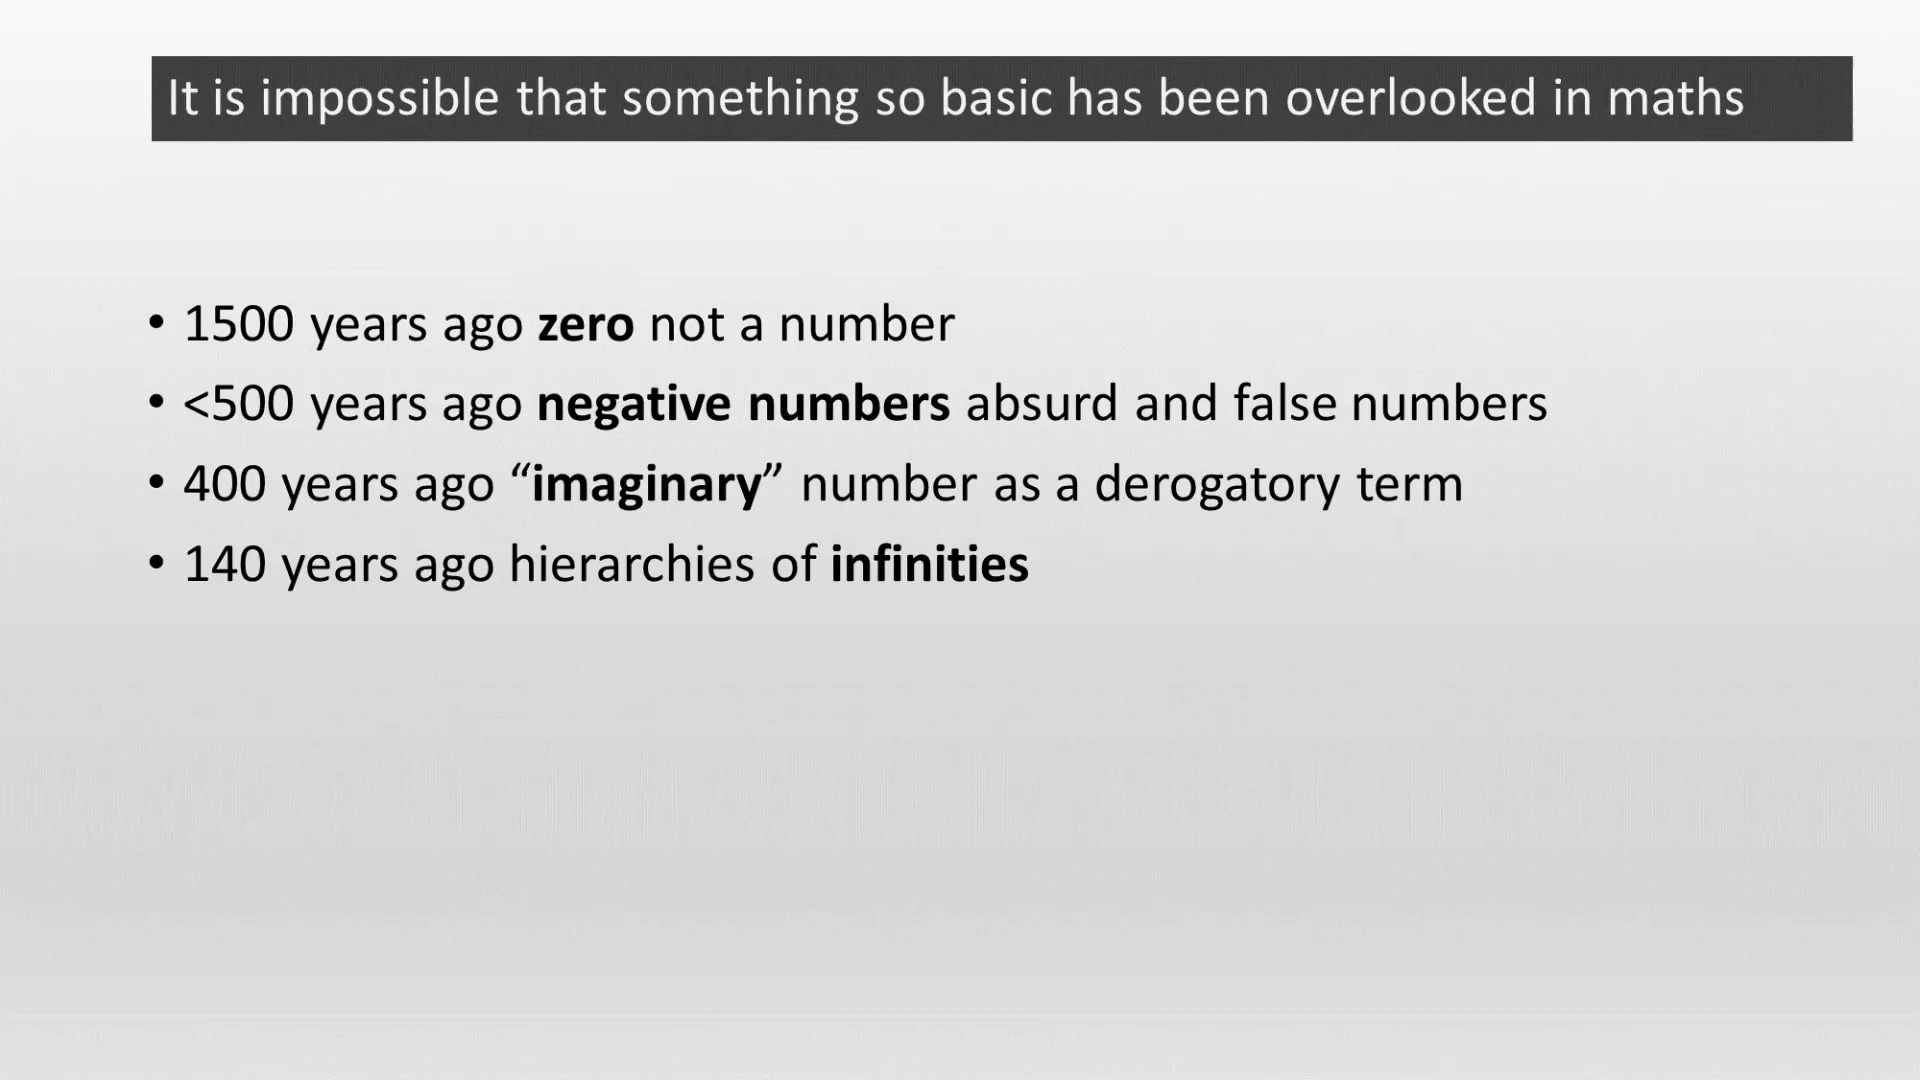 It is impossible that something so basic has been overlooked in maths
• 1500 years ago zero not a number
• <500 years ago negative numbers absurd and false numbers
• 400 years ago “imaginary” number as a derogatory term
• 140 years ago hierarchies of infinities